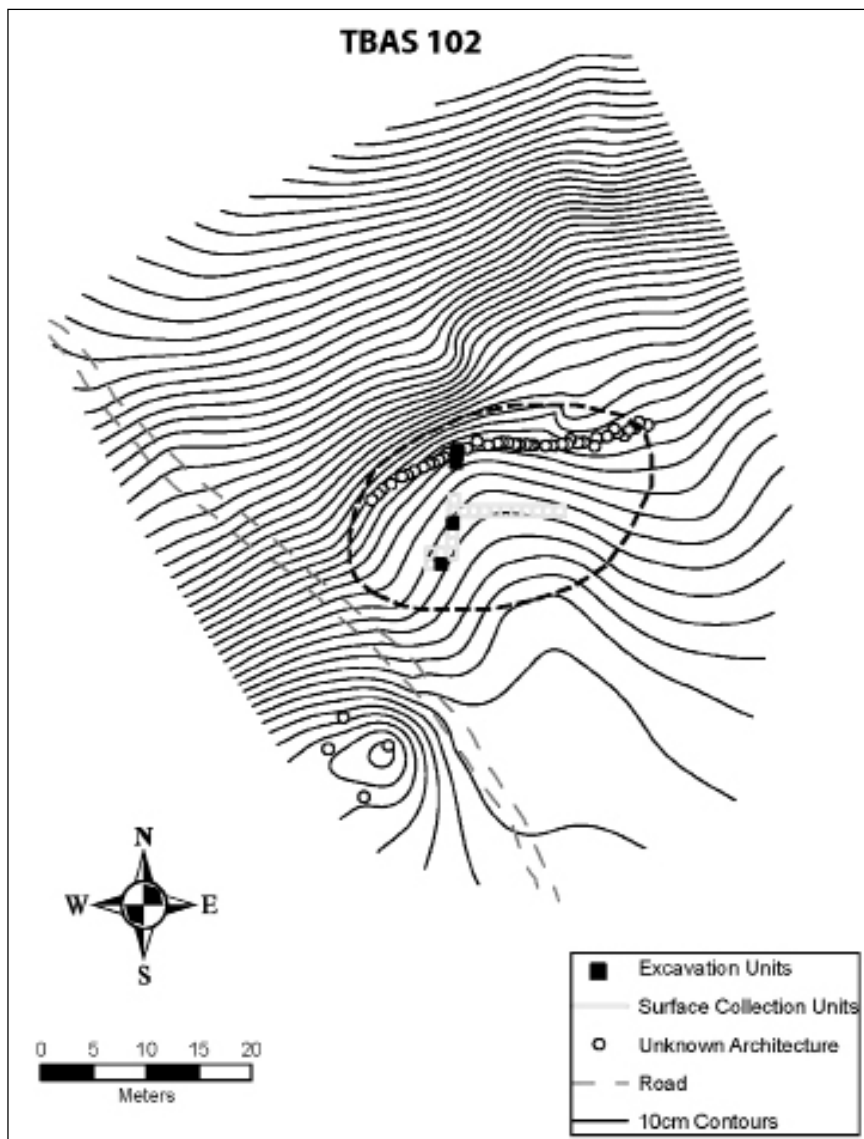 TBAS 102
N
W E
S
0 5 10 15 20
Meters
Excavation Units
Surface Collection Units
Unknown Architecture
Road
10cm Contours